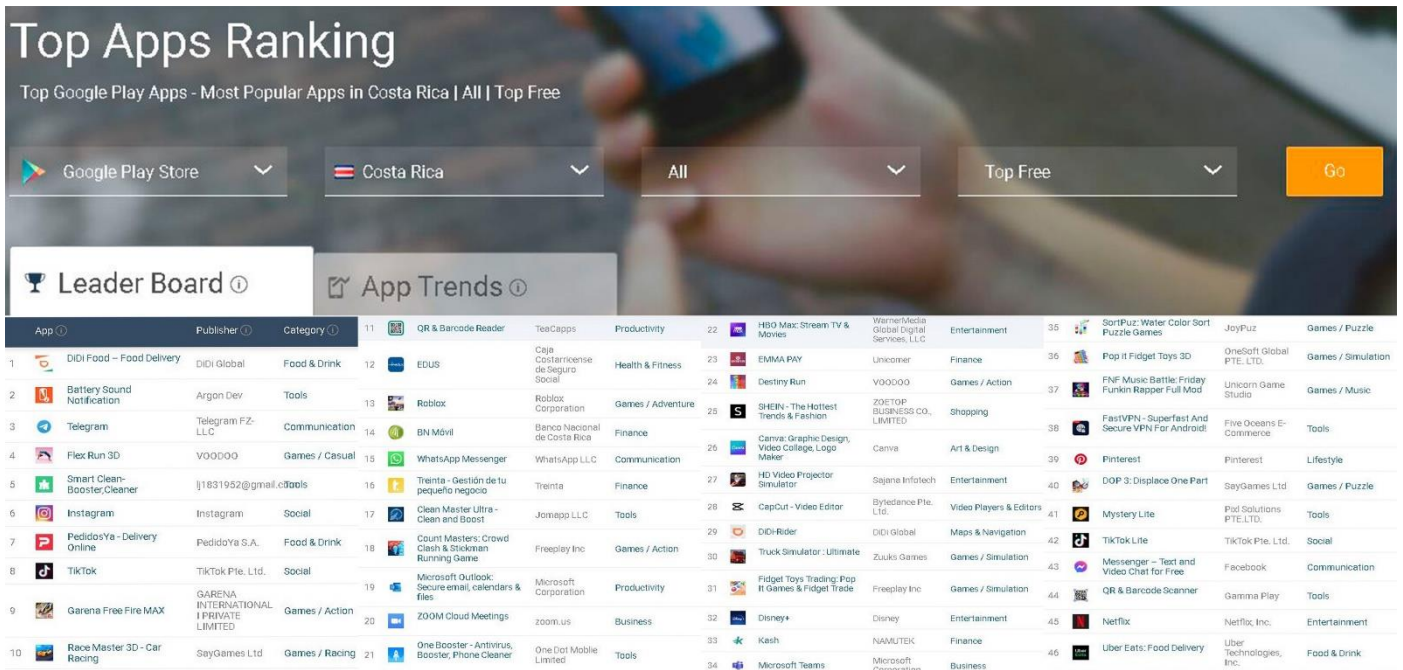 Top Apps Ranking
Top Google Play Apps - Most Popular Apps in Costa Rica | All | Top Free
Google Play Store
Costa Rica
All
Top Free
Go
Leader Board
App Trends
App
Publisher
Category
1 DiDi Food – Food Delivery DiDi Global Food & Drink
2 Battery Sound
Notification Argon Dev Tools
3 Telegram Telegram FZ-
LLC Communication
4 Flex Run 3D VOODOO Games / Casual
5 Smart Clean-
Booster,Cleaner lj1831952@gmail.c Tools
6 Instagram Instagram Social
7 PedidosYa - Delivery
Online PedidoYa S.A. Food & Drink
8 TikTok TikTok Pte. Ltd. Social
9 Garena Free Fire MAX GARENA
INTERNATIONAL
I PRIVATE
LIMITED Games / Action
10 Race Master 3D - Car
Racing SayGames Ltd Games / Racing
11 QR & Barcode Reader TeaCapps Productivity
12 EDUS Caja
Costarricense
de Seguro
Social Health & Fitness
13 Roblox Roblox
Corporation Games / Adventure
14 BN Móvil Banco Nacional
de Costa Rica Finance
15 WhatsApp Messenger WhatsApp LLC Communication
16 Treinta - Gestión de tu
pequeño negocio Treinta Finance
17 Clean Master Ultra -
Clean and Boost Jomapp.LLC Tools
18 Count Masters: Crowd
Clash & Stickman
Running Game Freeplay Inc Games / Action
19 Microsoft Outlook:
Secure email, calendars &
files Microsoft
Corporation Productivity
20 ZOOM Cloud Meetings zoom.us Business
21 One Booster - Antivirus,
Booster, Phone Cleaner One Dot Moblie
Limited Tools
22 HBO Max: Stream TV &
Movies WarnerMedia
Global Digital
Services, LLC Entertainment
23 EMMA PAY Unicomer Finance
24 Destiny Run VOODOO Games / Action
25 SHEIN - The Hottest
Trends & Fashion ZOETOP
BUSINESS CO.,
LIMITED Shopping
26 Canva: Graphic Design,
Video Collage, Logo
Maker Canva Art & Design
27 HD Video Projector
Simulator Sajana Infotech Entertainment
28 CapCut - Video Editor Bytedance Pte.
Ltd. Video Players & Editors
29 DiDi-Rider DiDi Global Maps & Navigation
30 Truck Simulator : Ultimate Zuuks Games Games / Simulation
31 Fidget Toys Trading: Pop
It Games & Fidget Trade Freeplay Inc Games / Simulation
32 Disney+ Disney Entertainment
33 Kash NAMUTEK Finance
34 Microsoft Teams Microsoft
Corporation Business
35 SortPuz: Water Color Sort
Puzzle Games JoyPuz Games / Puzzle
36 Pop it Fidget Toys 3D OneSoft Global
PTE. LTD. Games / Simulation
37 FNF Music Battle: Friday
Funkin Rapper Full Mod Unicorn Game
Studio Games / Music
38 FastVPN - Superfast And
Secure VPN For Android! Five Oceans E-
Commerce Tools
39 Pinterest Pinterest Lifestyle
40 DOP 3: Displace One Part SayGames Ltd Games / Puzzle
41 Mystery Lite Solutions
PTE.LTD. Tools
42 TikTok Lite TikTok Pte. Ltd. Social
43 Messenger – Text and
Video Chat for Free Facebook Communication
44 QR & Barcode Scanner Gamma Play Tools
45 Netflix Netflix, Inc. Entertainment
46 Uber Eats: Food Delivery Uber
Technologies,
Inc. Food & Drink